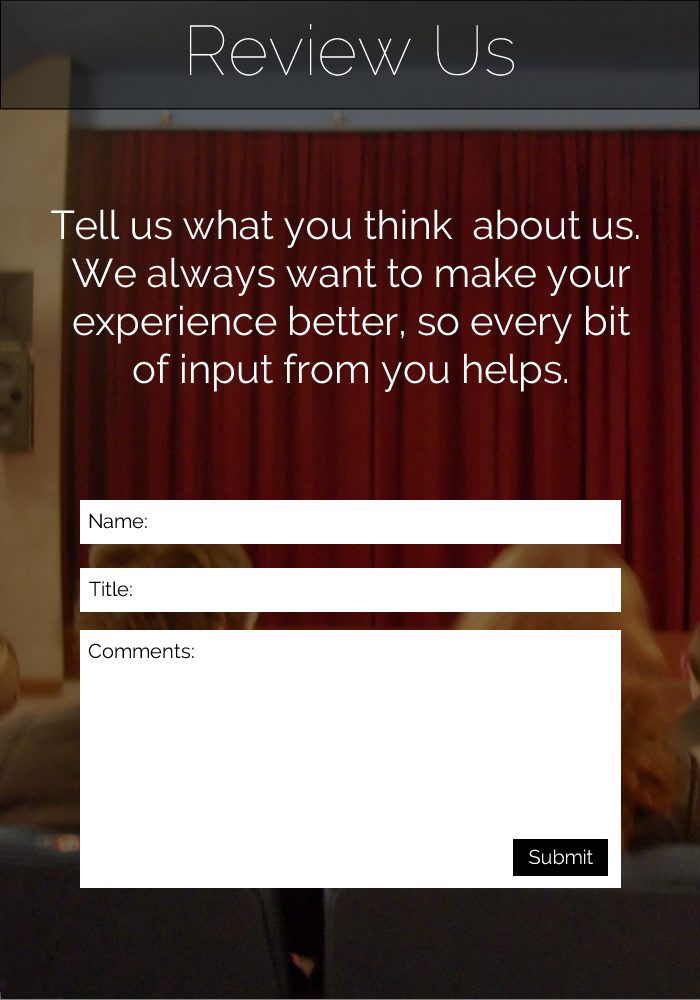 Review Us
Tell us what you think  about us.
We always want to make your
experience better, so every bit
of input from you helps.
Name:
Title:
Comments:
Submit